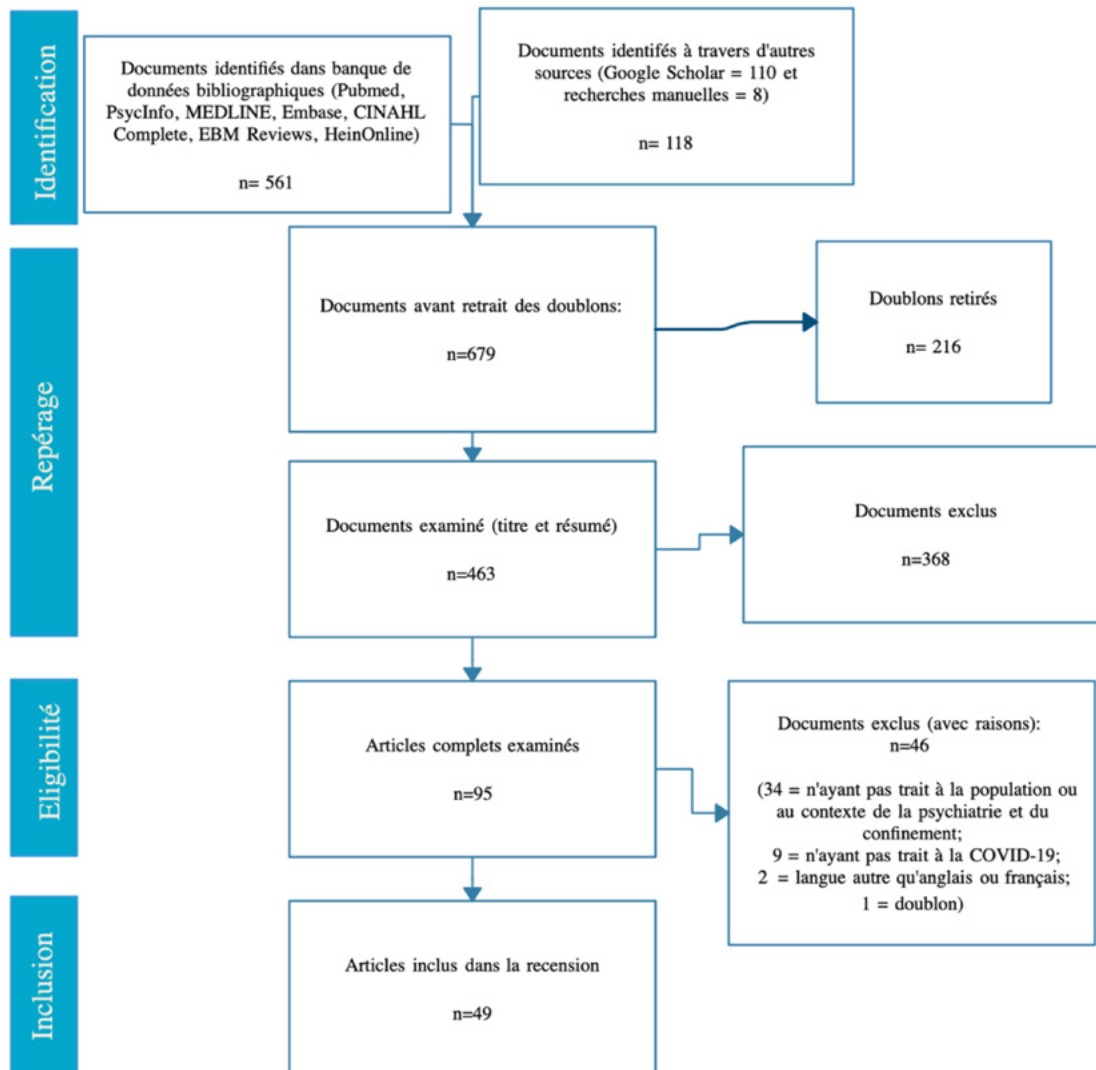 Identification
Documents identifiés dans banque de
données bibliographiques (Pubmed,
PsycInfo, MEDLINE, Embase, CINAHL
Complete, EBM Reviews, HeinOnline)
n= 561
Documents identifés à travers d'autres
sources (Google Scholar = 110 et
recherches manuelles = 8)
n= 118
Repérage
Documents avant retrait des doublons:
n=679
Doublons retirés
n= 216
Documents examiné (titre et résumé)
n=463
Documents exclus
n=368
Eligibilité
Articles complets examinés
n=95
Documents exclus (avec raisons):
n=46
(34 = n'ayant pas trait à la population ou
au contexte de la psychiatrie et du
confinement;
9 = n'ayant pas trait à la COVID-19;
2 = langue autre qu'anglais ou français;
1 = doublon)
Inclusion
Articles inclus dans la recension
n=49